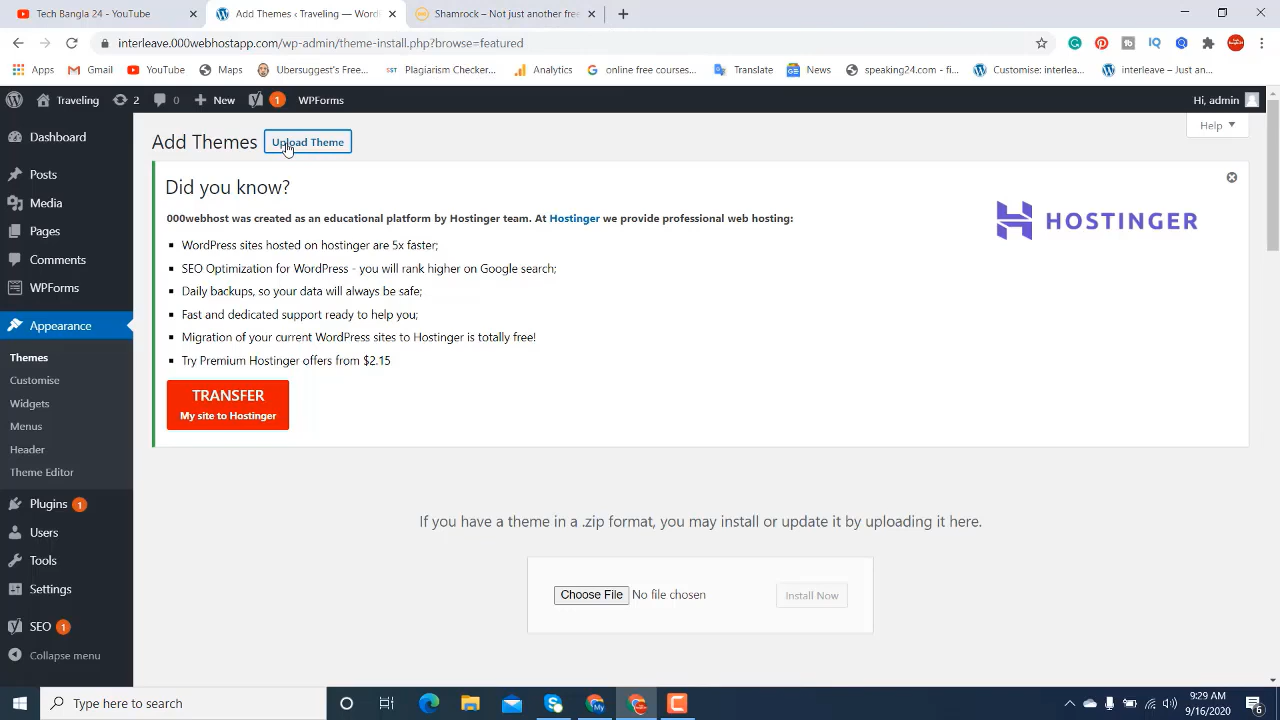 Tech Bangla 24 - YouTube
Add Themes ‹ Traveling — WordP
Shamrock – Not just another free
interleave.000webhostapp.com/wp-admin/theme-install.php?browse=featured
Apps Gmail YouTube Maps Ubersuggest's Free... SST Plagiarism Checker... Analytics online free courses... Translate News speaking24.com - fi... Customise: interlea... interleave – Just an...
Traveling 2 0 New 1 WPForms Hi, admin
Help
Dashboard
Posts
Media
Pages
Comments
WPForms
Appearance
Themes
Customise
Widgets
Menus
Header
Theme Editor
Plugins 1
Users
Tools
Settings
SEO 1
Collapse menu
Add Themes Upload Theme
Did you know?
000webhost was created as an educational platform by Hostinger team. At Hostinger we provide professional web hosting:
HOSTINGER
WordPress sites hosted on hostinger are 5x faster;
SEO Optimization for WordPress - you will rank higher on Google search;
Daily backups, so your data will always be safe;
Fast and dedicated support ready to help you;
Migration of your current WordPress sites to Hostinger is totally free!
Try Premium Hostinger offers from $2.15
TRANSFER
My site to Hostinger
If you have a theme in a .zip format, you may install or update it by uploading it here.
Choose File No file chosen Install Now
Type here to search
9:29 AM
9/16/2020
6